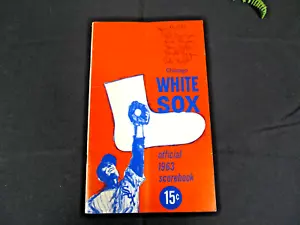 Chicago
WHITE
SOX
official
1963
scorebook
15¢